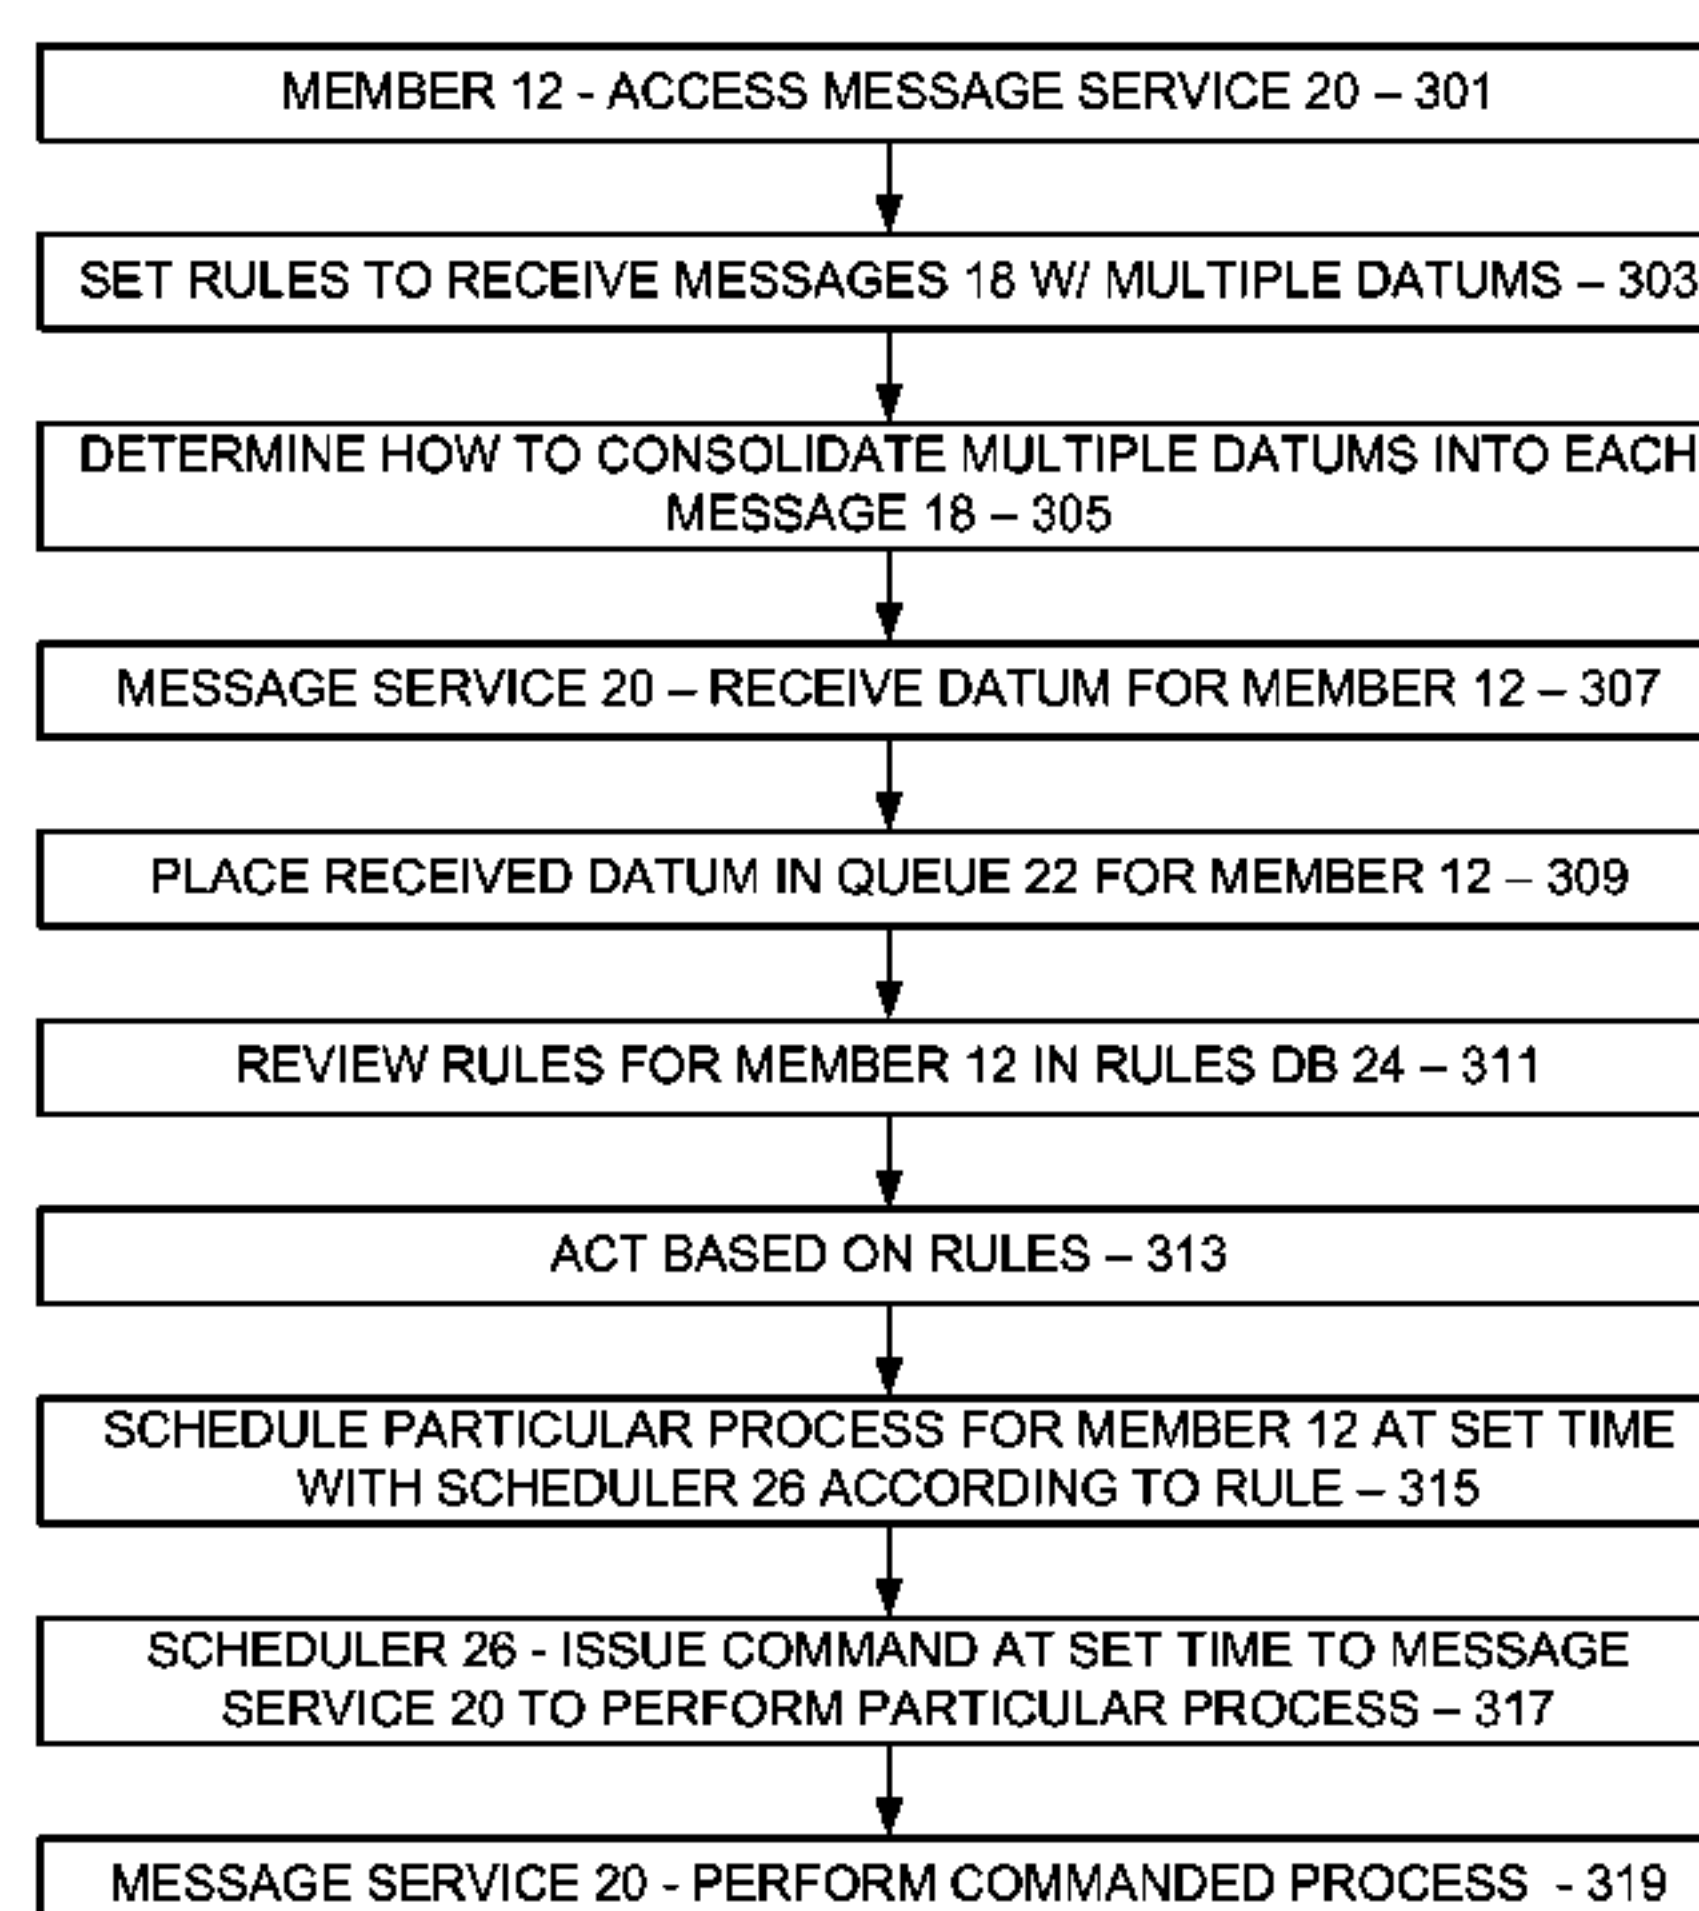 MEMBER 12 - ACCESS MESSAGE SERVICE 20 – 301
SET RULES TO RECEIVE MESSAGES 18 W/ MULTIPLE DATUMS – 303
DETERMINE HOW TO CONSOLIDATE MULTIPLE DATUMS INTO EACH
MESSAGE 18 – 305
MESSAGE SERVICE 20 – RECEIVE DATUM FOR MEMBER 12 – 307
PLACE RECEIVED DATUM IN QUEUE 22 FOR MEMBER 12 – 309
REVIEW RULES FOR MEMBER 12 IN RULES DB 24 – 311
ACT BASED ON RULES – 313
SCHEDULE PARTICULAR PROCESS FOR MEMBER 12 AT SET TIME
WITH SCHEDULER 26 ACCORDING TO RULE – 315
SCHEDULER 26 - ISSUE COMMAND AT SET TIME TO MESSAGE
SERVICE 20 TO PERFORM PARTICULAR PROCESS – 317
MESSAGE SERVICE 20 - PERFORM COMMANDED PROCESS  - 319